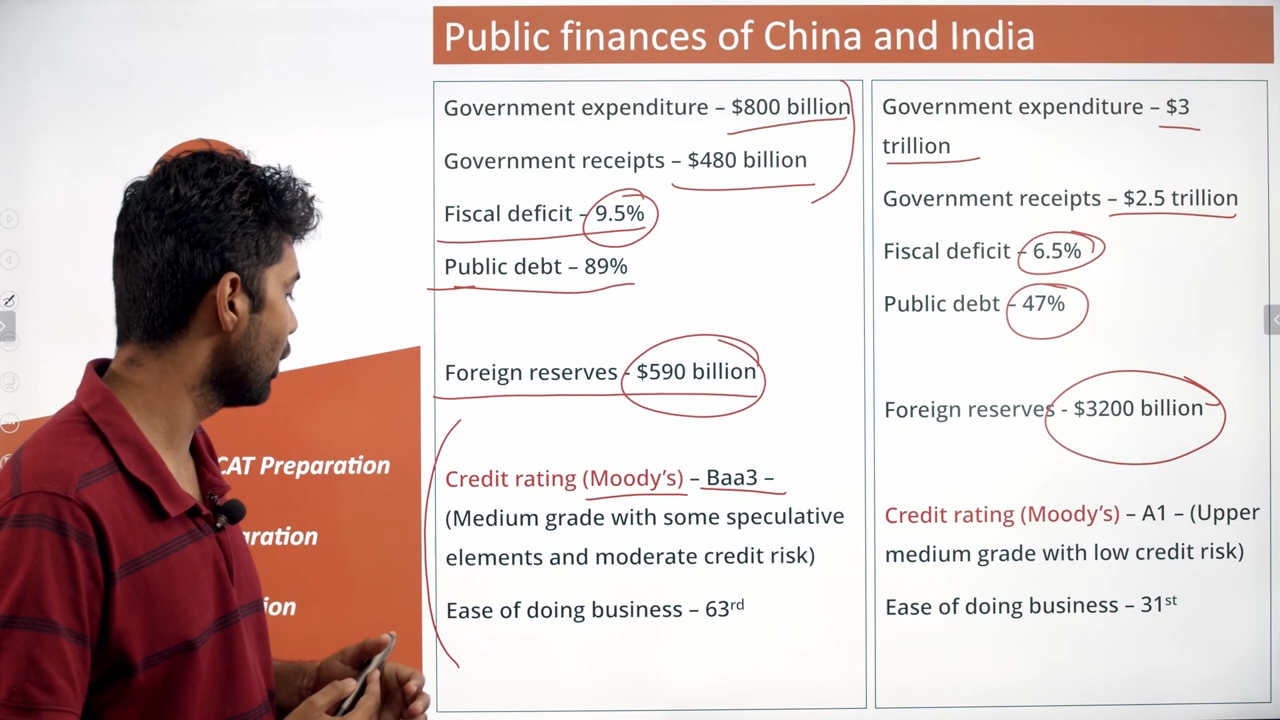 Public finances of China and India
Government expenditure – $800 billion
Government receipts – $480 billion
Fiscal deficit – 9.5%
Public debt – 89%
Foreign reserves - $590 billion
Credit rating (Moody's) – Baa3 –
(Medium grade with some speculative
elements and moderate credit risk)
Ease of doing business – 63rd
Government expenditure – $3
trillion
Government receipts – $2.5 trillion
Fiscal deficit – 6.5%
Public debt – 47%
Foreign reserves - $3200 billion
Credit rating (Moody's) – A1 – (Upper
medium grade with low credit risk)
Ease of doing business – 31st
CAT Preparation